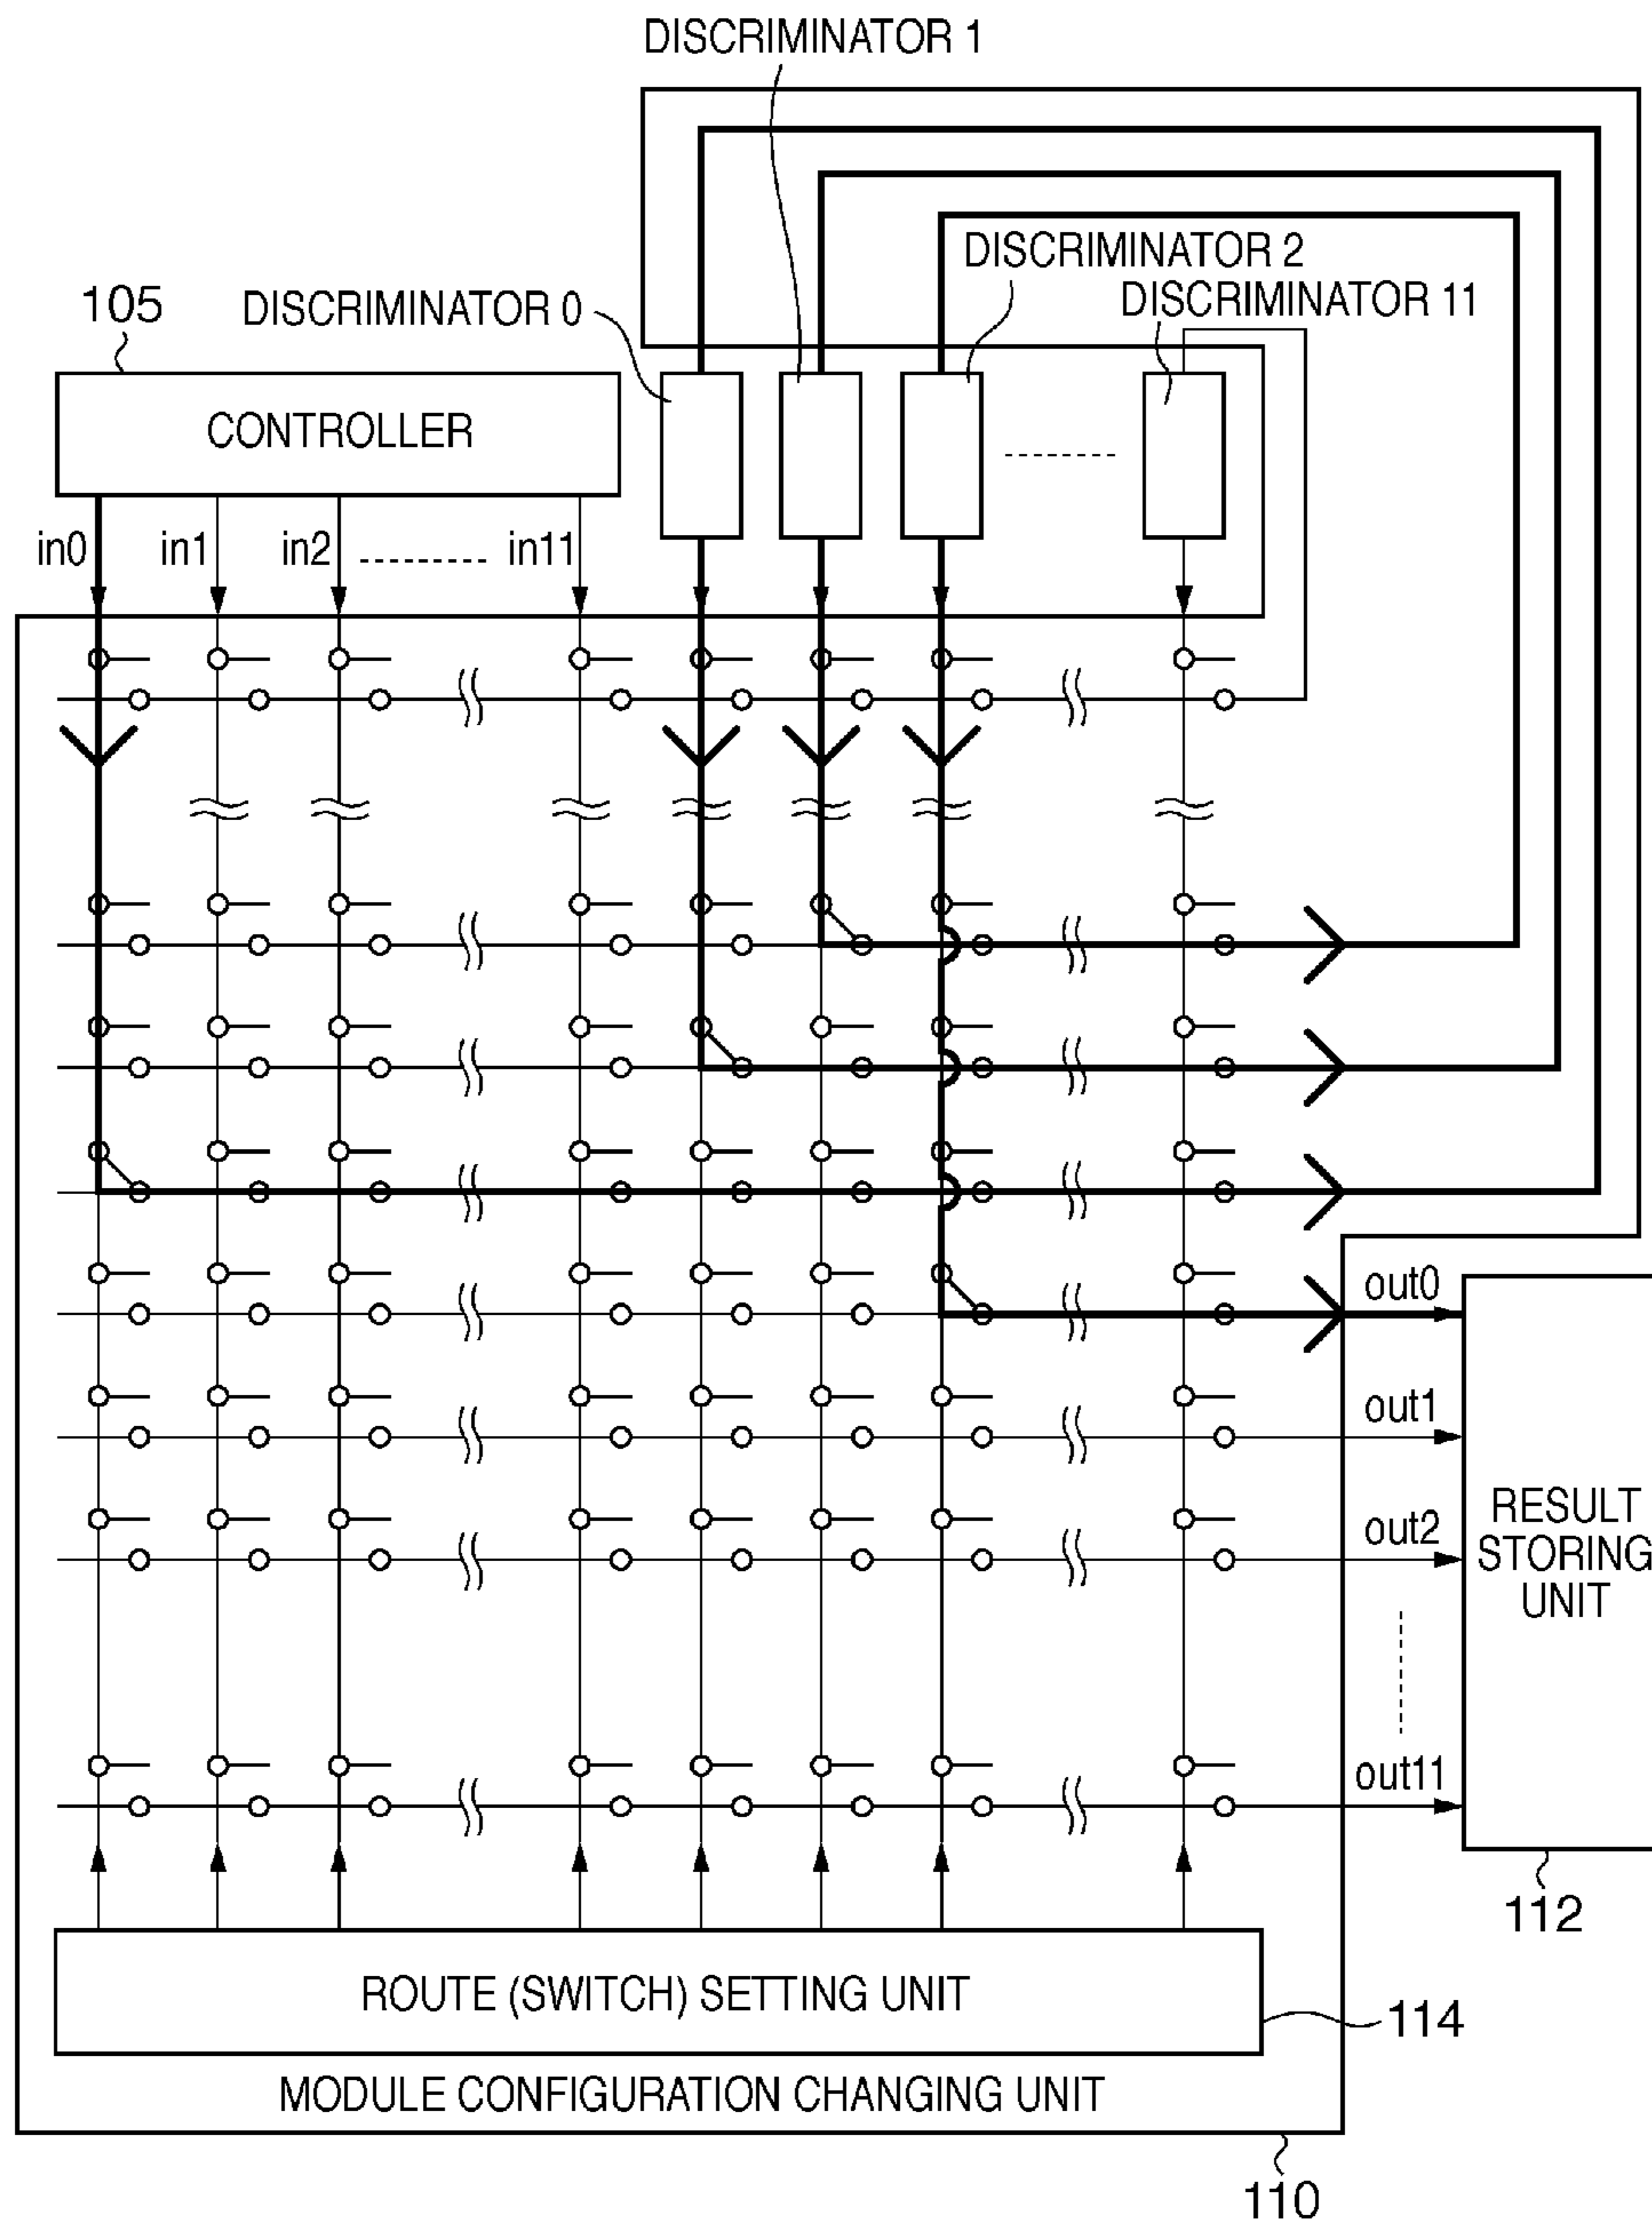 DISCRIMINATOR 1
DISCRIMINATOR 2
DISCRIMINATOR 11
105
DISCRIMINATOR 0
CONTROLLER
in0
in1
in2
in11
out0
out1
out2
out11
RESULT
STORING
UNIT
112
ROUTE (SWITCH) SETTING UNIT
114
MODULE CONFIGURATION CHANGING UNIT
110